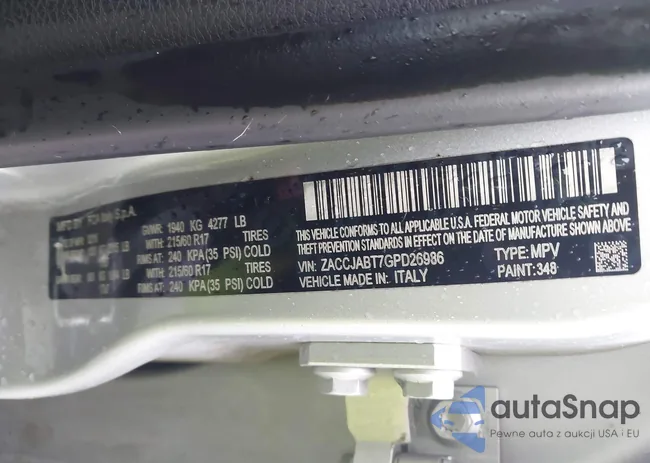 MFD BY: FCA Italy S.p.A.
GVWR: 1940 KG 4277 LB
LB WITH: 215/60 R17 TIRES
RIMS AT: 240 KPA(35 PSI) COLD
LB WITH: 215/60 R17 TIRES
RIMS AT: 240 KPA(35 PSI) COLD
THIS VEHICLE CONFORMS TO ALL APPLICABLE U.S.A. FEDERAL MOTOR VEHICLE SAFETY AND
THEFT PREVENTION STANDARDS IN EFFECT ON THE DATE OF MANUFACTURE SHOWN ABOVE.
VIN: ZACCJABT7GPD26986 TYPE: MPV
VEHICLE MADE IN: ITALY PAINT: 348
autoSnap
Pewne auta z aukcji USA i EU